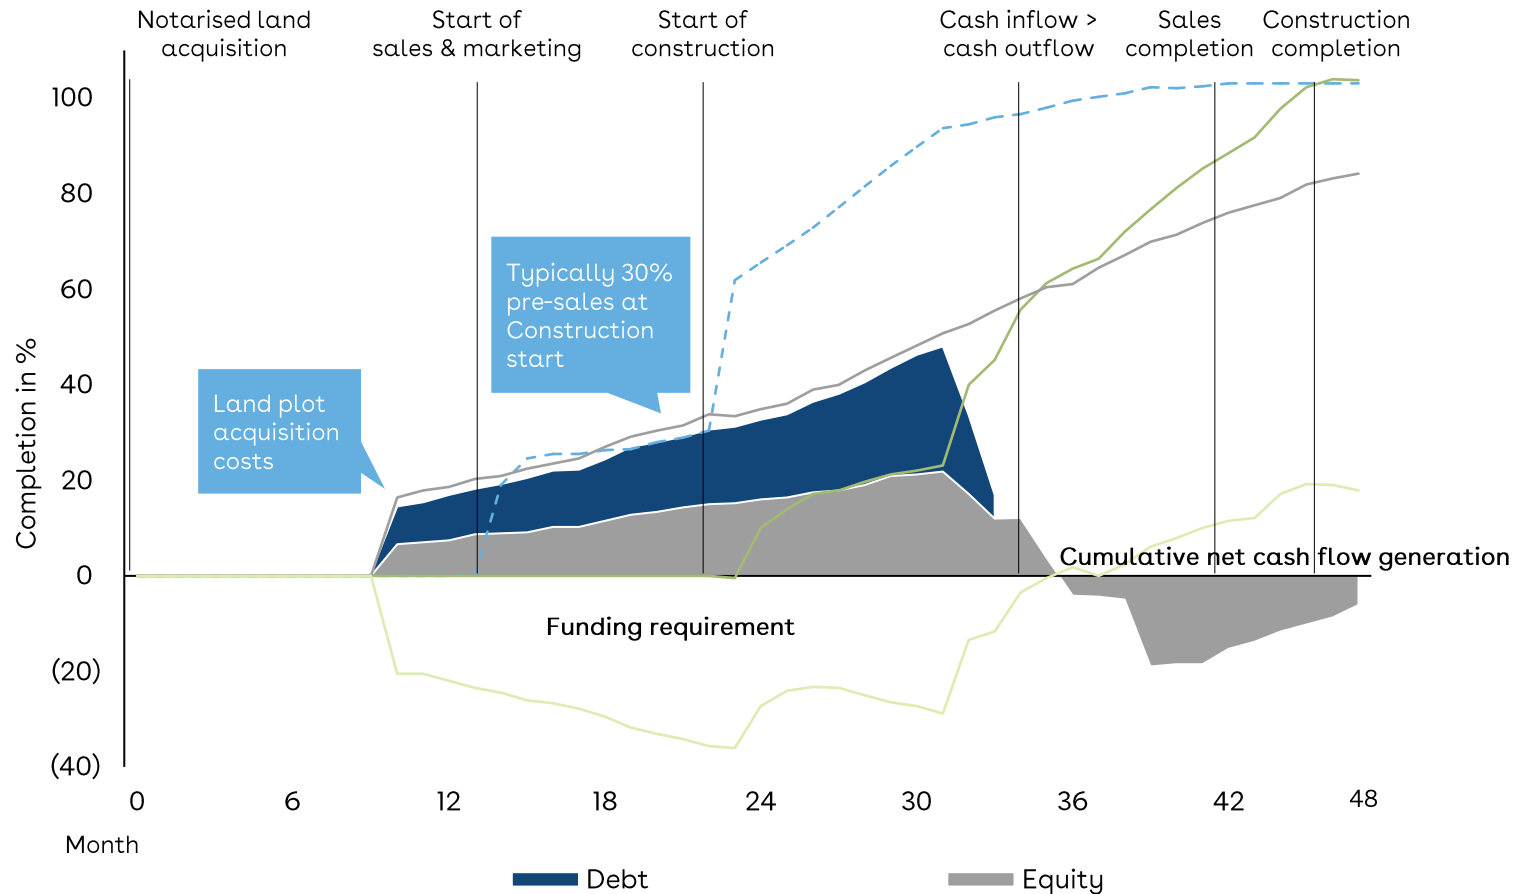 Notarised land
acquisition
Start of
sales & marketing
Start of
construction
Cash inflow >
cash outflow
Sales
completion
Construction
completion
100
80
60
40
20
0
(20)
(40)
Completion in %
Typically 30%
pre-sales at
Construction
start
Land plot
acquisition
costs
Cumulative net cash flow generation
Funding requirement
0
6
12
18
24
30
36
42
48
Month
Debt
Equity